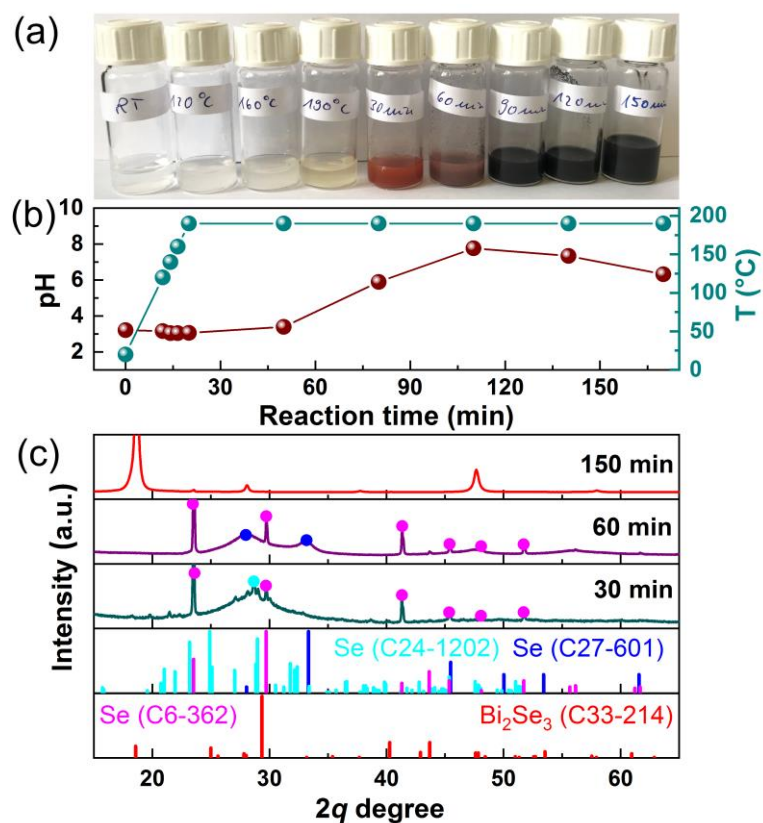 (a)
RT
120°C
160°C
190°C
30min
60min
90min
120min
150min
(b)
10
8
6
4
2
pH
200
150
100
50
0
T (°C)
0 30 60 90 120 150
Reaction time (min)
(c)
150 min
60 min
30 min
Se (C24-1202) Se (C27-601)
Se (C6-362) Bi₂Se₃ (C33-214)
Intensity (a.u.)
20 30 40 50 60
2q degree